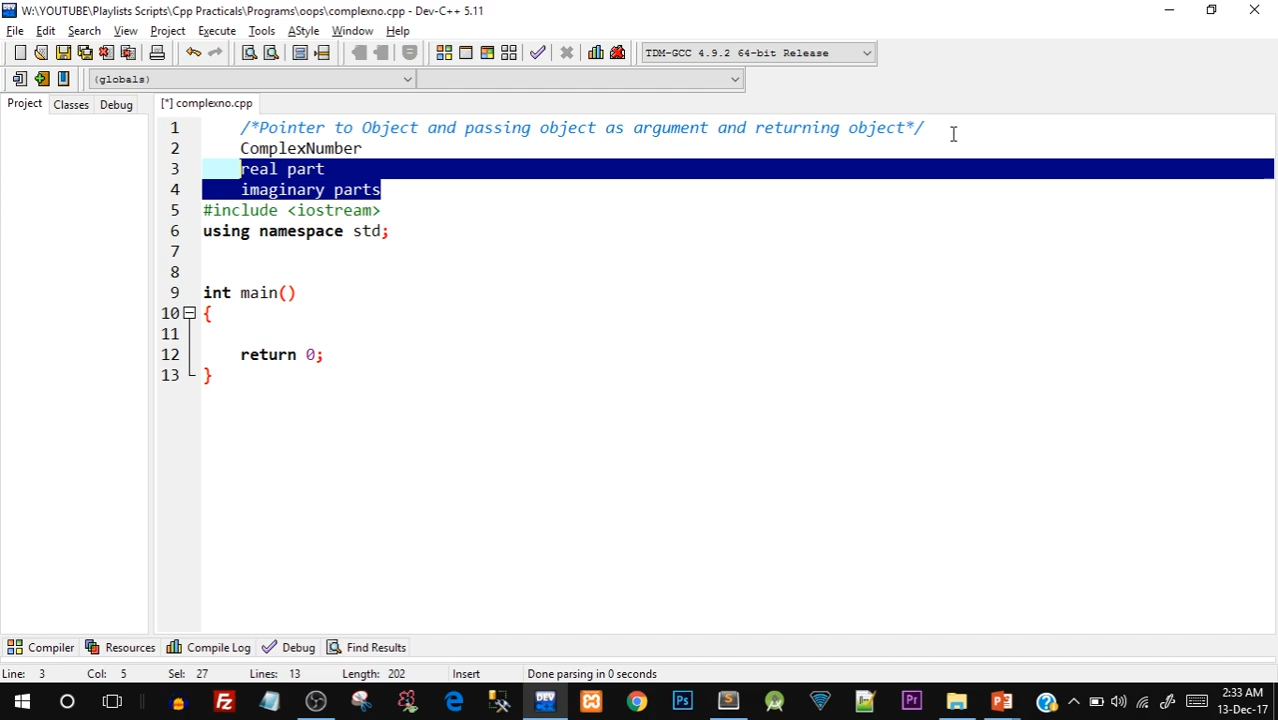 W:\YOUTUBE\Playlists Scripts\Cpp Practicals\Programs\oops\complexno.cpp - Dev-C++ 5.11
File Edit Search View Project Execute Tools AStyle Window Help
TDM-GCC 4.9.2 64-bit Release
(globals)
Project Classes Debug [*] complexno.cpp
1 /*Pointer to Object and passing object as argument and returning object*/
2 ComplexNumber
3 real part
4 imaginary parts
5 #include <iostream>
6 using namespace std;
7
8
9 int main()
10 {
11
12 return 0;
13 }
Compiler Resources Compile Log Debug Find Results
Line: 3 Col: 5 Sel: 27 Lines: 13 Length: 202 Insert Done parsing in 0 seconds
2:33 AM
13-Dec-17